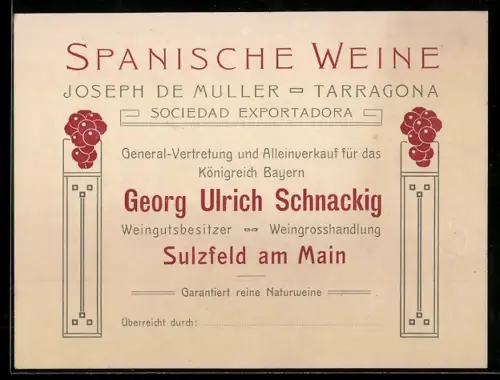 SPANISCHE WEINE
JOSEPH DE MULLER - TARRAGONA
SOCIEDAD EXPORTADORA
General-Vertretung und Alleinverkauf für das
Königreich Bayern
Georg Ulrich Schnackig
Weingutsbesitzer Weingrosshandlung
Sulzfeld am Main
Garantiert reine Naturweine
Überreicht durch: